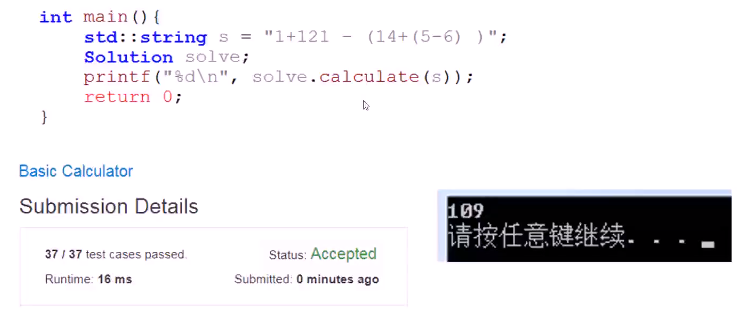 int main(){
std::string s = "1+121 - (14+(5-6) )";
Solution solve;
printf("%d\n", solve.calculate(s));
return 0;
}
Basic Calculator
Submission Details
37 / 37 test cases passed.
Status: Accepted
Runtime: 16 ms
Submitted: 0 minutes ago
109
请按任意键继续. . .